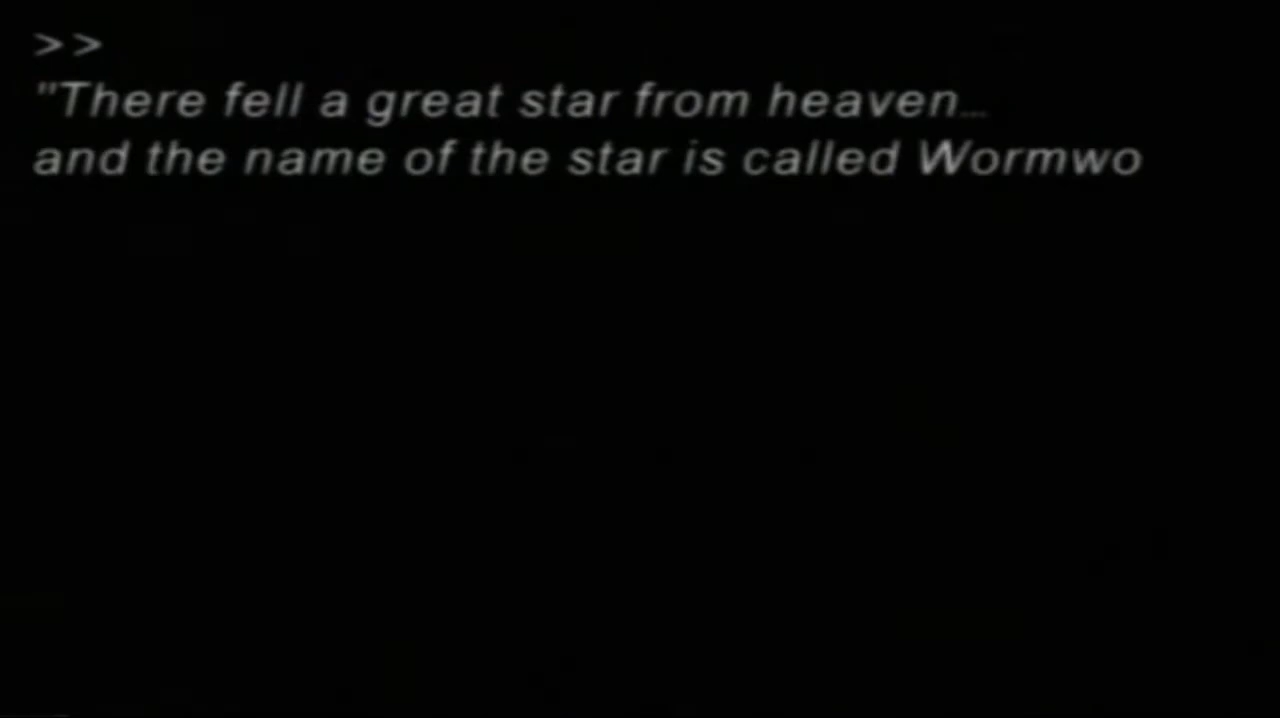 >>
"There fell a great star from heaven...
and the name of the star is called Wormwo